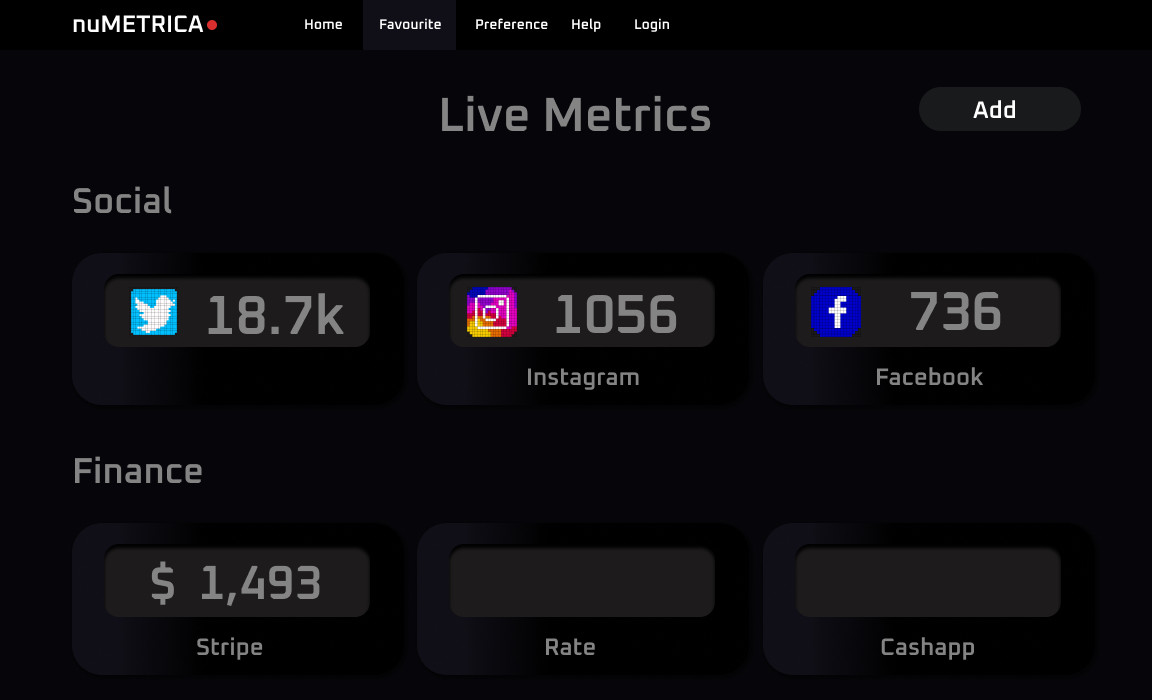 nuMETRICA Home Favourite Preference Help Login
Live Metrics
Add
Social
18.7k
1056
736
Instagram
Facebook
Finance
$ 1,493
Stripe
Rate
Cashapp